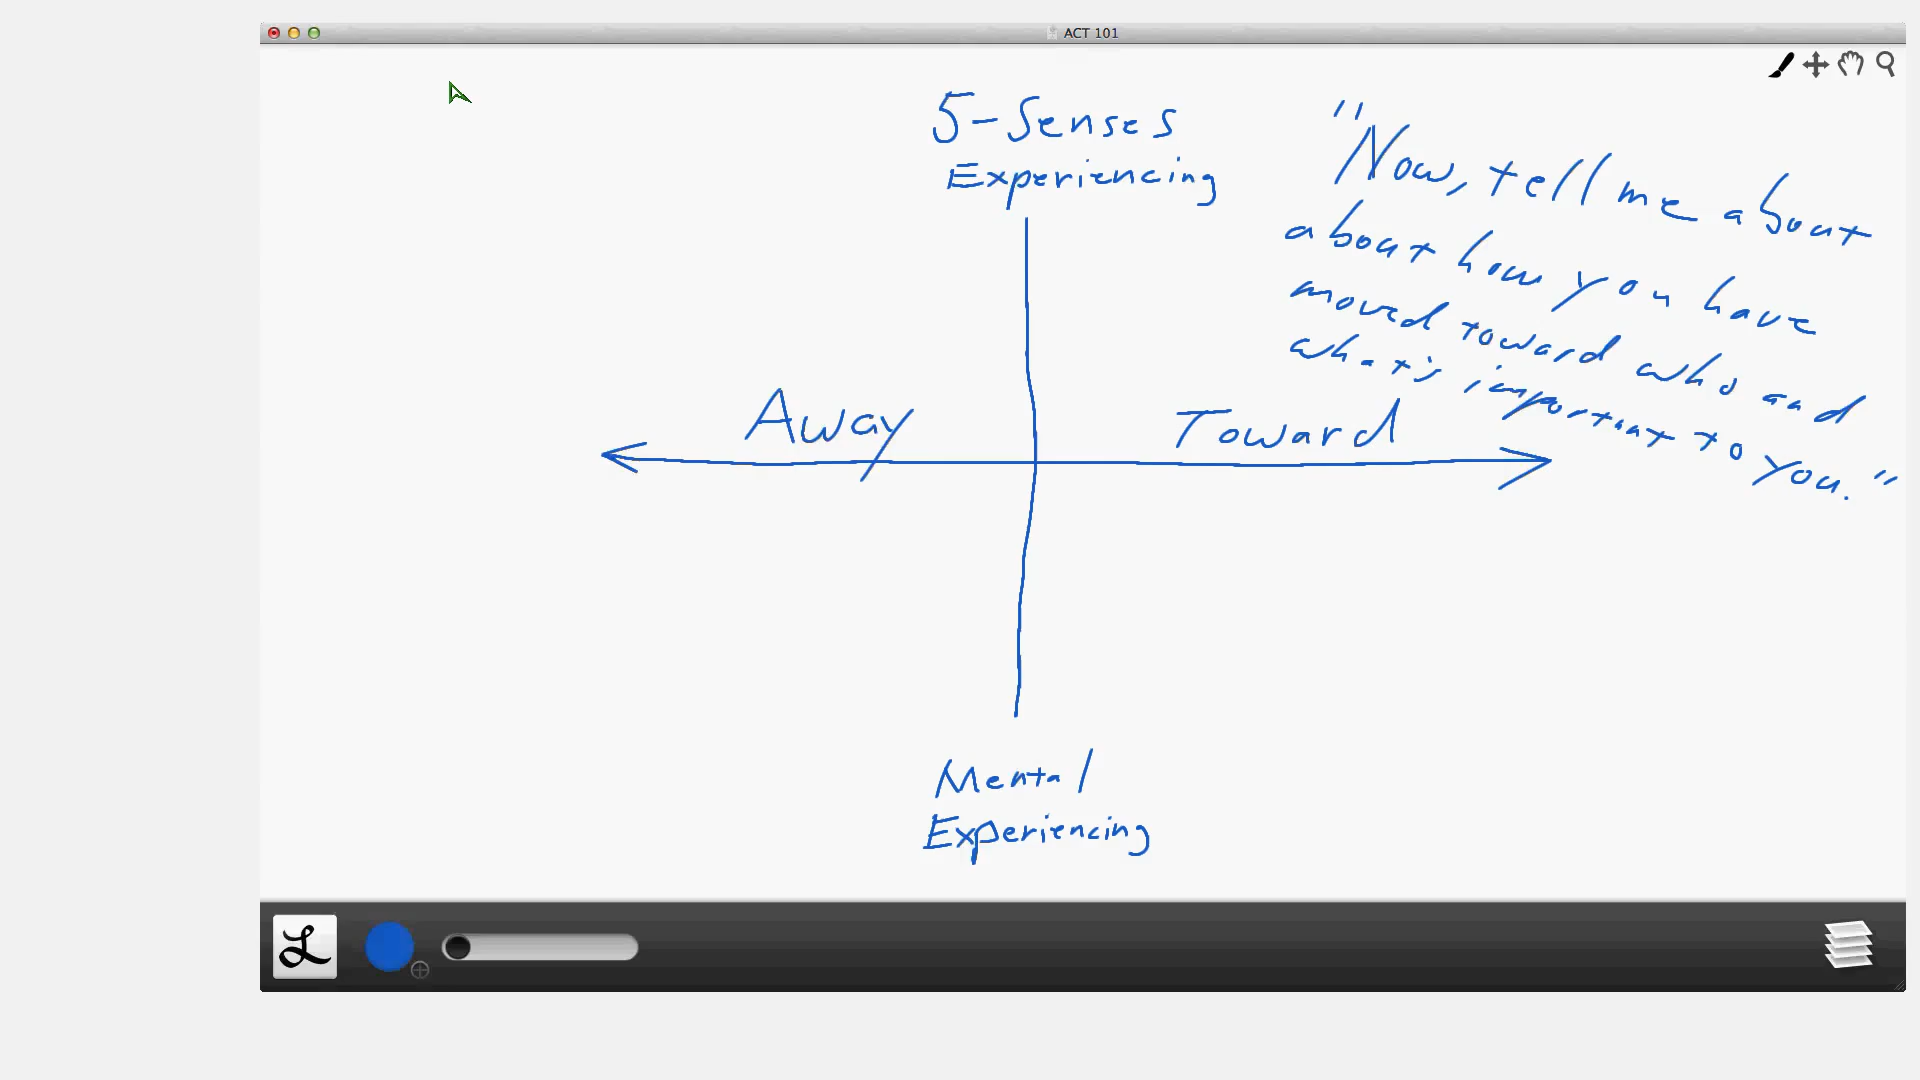 ACT 101
5-Senses
Experiencing
"Now, tell me about
about how you have
moved toward who and
what's important to you."
Away
Toward
Mental
Experiencing